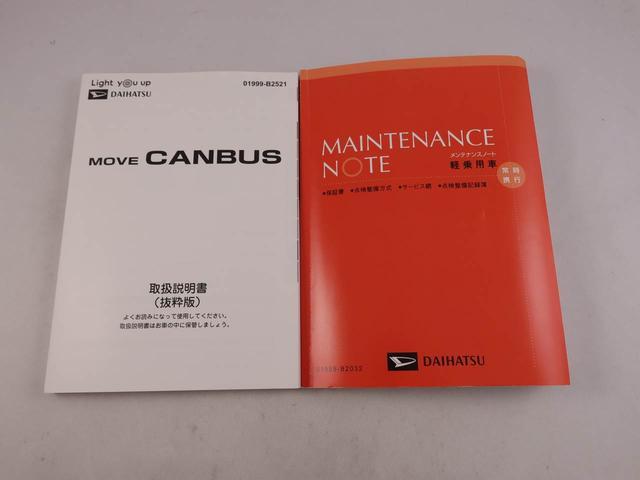 Light you up
01999-B2521
DAIHATSU
MOVE CANBUS
取扱説明書
（抜粋版）
よくお読みになって使用してください。
取扱説明書はお車の中に保管しましょう。
MAINTENANCE
NOTE
メンテナンスノート
軽乗用車
常時
携行
●保証書 ●点検整備方式 ●サービス網 ●点検整備記録簿
DAIHATSU
01999-B2032